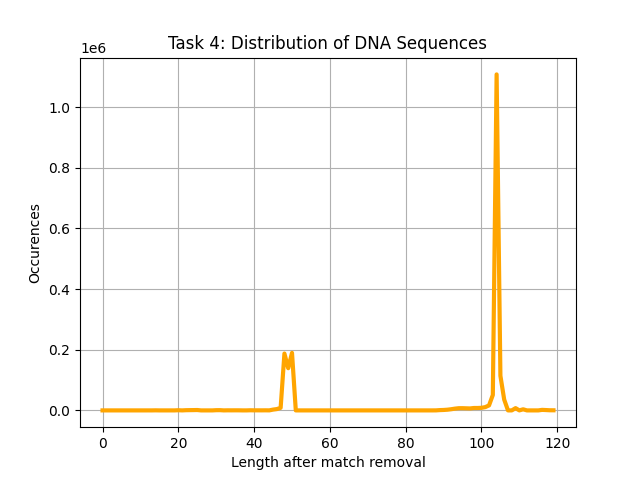 Task 4: Distribution of DNA Sequences
1e6
1.0
0.8
0.6
0.4
0.2
0.0
Occurences
0 20 40 60 80 100 120
Length after match removal